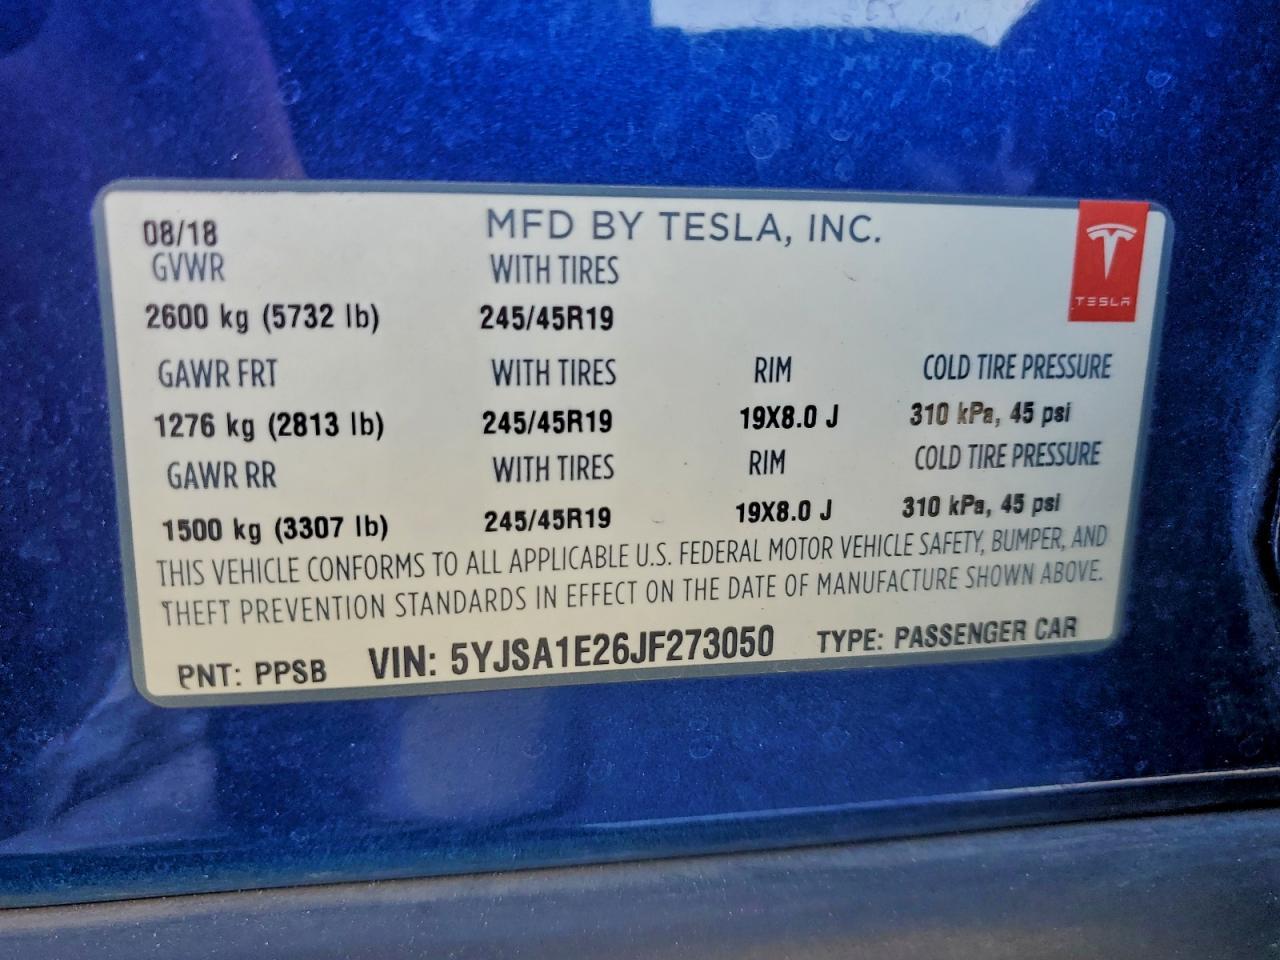 08/18 MFD BY TESLA, INC.
GVWR WITH TIRES
2600 kg (5732 lb) 245/45R19
TESLA
GAWR FRT WITH TIRES RIM COLD TIRE PRESSURE
1276 kg (2813 lb) 245/45R19 19X8.0 J 310 kPa, 45 psi
GAWR RR WITH TIRES RIM COLD TIRE PRESSURE
1500 kg (3307 lb) 245/45R19 19X8.0 J 310 kPa, 45 psi
THIS VEHICLE CONFORMS TO ALL APPLICABLE U.S. FEDERAL MOTOR VEHICLE SAFETY, BUMPER, AND
THEFT PREVENTION STANDARDS IN EFFECT ON THE DATE OF MANUFACTURE SHOWN ABOVE.
PNT: PPSB VIN: 5YJSA1E26JF273050 TYPE: PASSENGER CAR